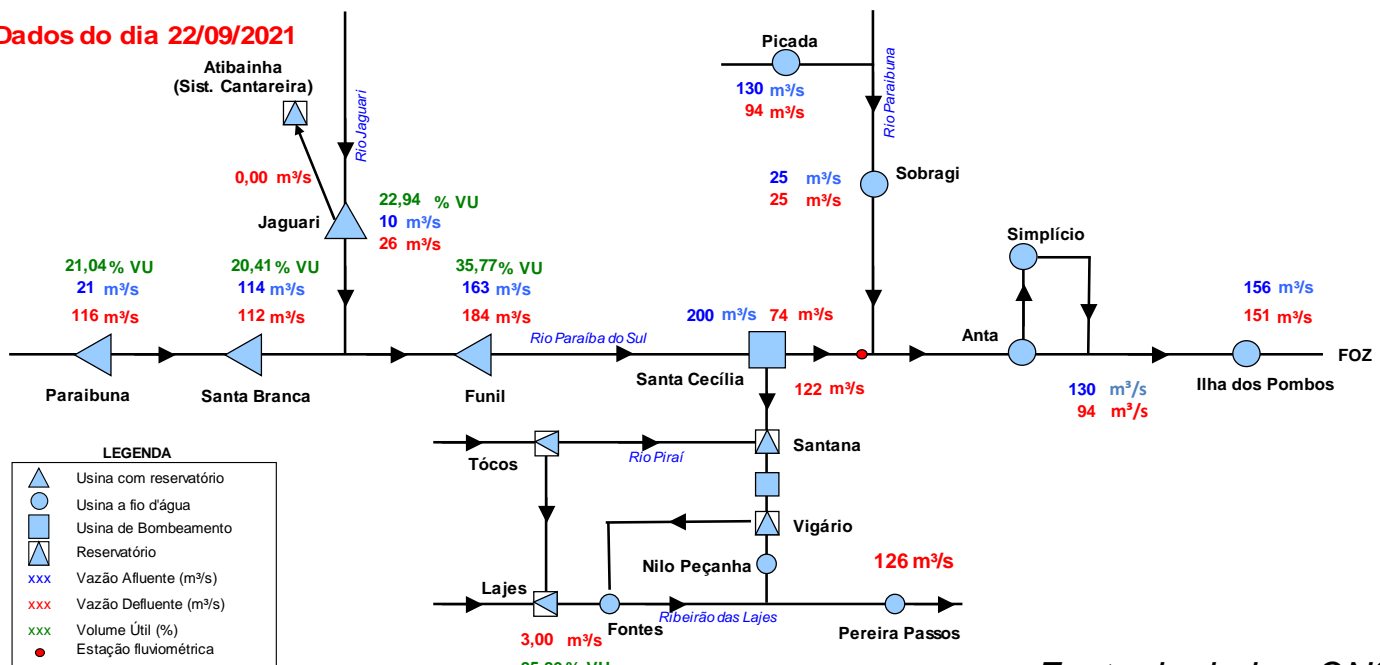 Dados do dia 22/09/2021
Atibainha
(Sist. Cantareira)
Rio Jaguari
0,00 m³/s
Jaguari
22,94 % VU
10 m³/s
26 m³/s
Picada
130 m³/s
94 m³/s
Rio Paraibuna
25 m³/s
25 m³/s
Sobragi
21,04 % VU
21 m³/s
116 m³/s
Paraibuna
20,41 % VU
114 m³/s
112 m³/s
Santa Branca
35,77 % VU
163 m³/s
184 m³/s
Funil
Rio Paraíba do Sul
200 m³/s 74 m³/s
Santa Cecília
122 m³/s
Simplício
Anta
130 m³/s
94 m³/s
156 m³/s
151 m³/s
Ilha dos Pombos
FOZ
Tócos
Rio Piraí
Santana
Vigário
Nilo Peçanha
126 m³/s
Lajes
3,00 m³/s
Fontes
Ribeirão das Lajes
Pereira Passos
LEGENDA
Usina com reservatório
Usina a fio d'água
Usina de Bombeamento
Reservatório
xxx Vazão Afluente (m³/s)
xxx Vazão Defluente (m³/s)
xxx Volume Útil (%)
Estação fluviométrica